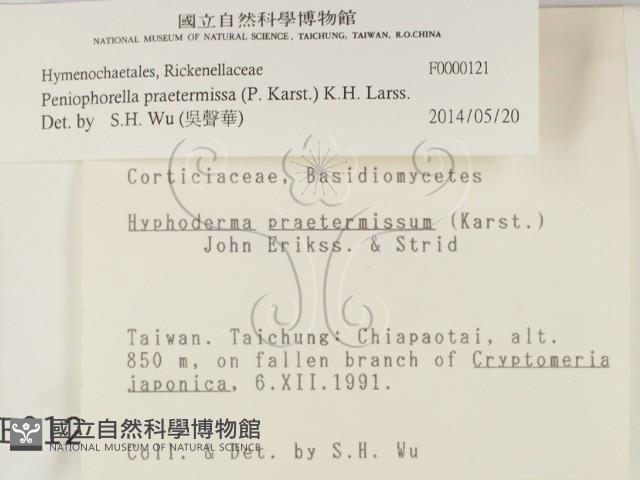 國立自然科學博物館
NATIONAL MUSEUM OF NATURAL SCIENCE, TAICHUNG, TAIWAN, R.O.CHINA
Hymenochaetales, Rickenellaceae F0000121
Peniophorella praetermissa (P. Karst.) K.H. Larss.
Det. by S.H. Wu (吳聲華) 2014/05/20
Corticiaceae, Basidiomycetes
Hyphoderma praetermissum (Karst.)
John Erikss. & Strid
Taiwan. Taichung: Chiapaotai, alt.
850 m, on fallen branch of Cryptomeria
japonica, 6.XII.1991.
國立自然科學博物館
NATIONAL MUSEUM OF NATURAL SCIENCE
Coll. & Det. by S.H. Wu